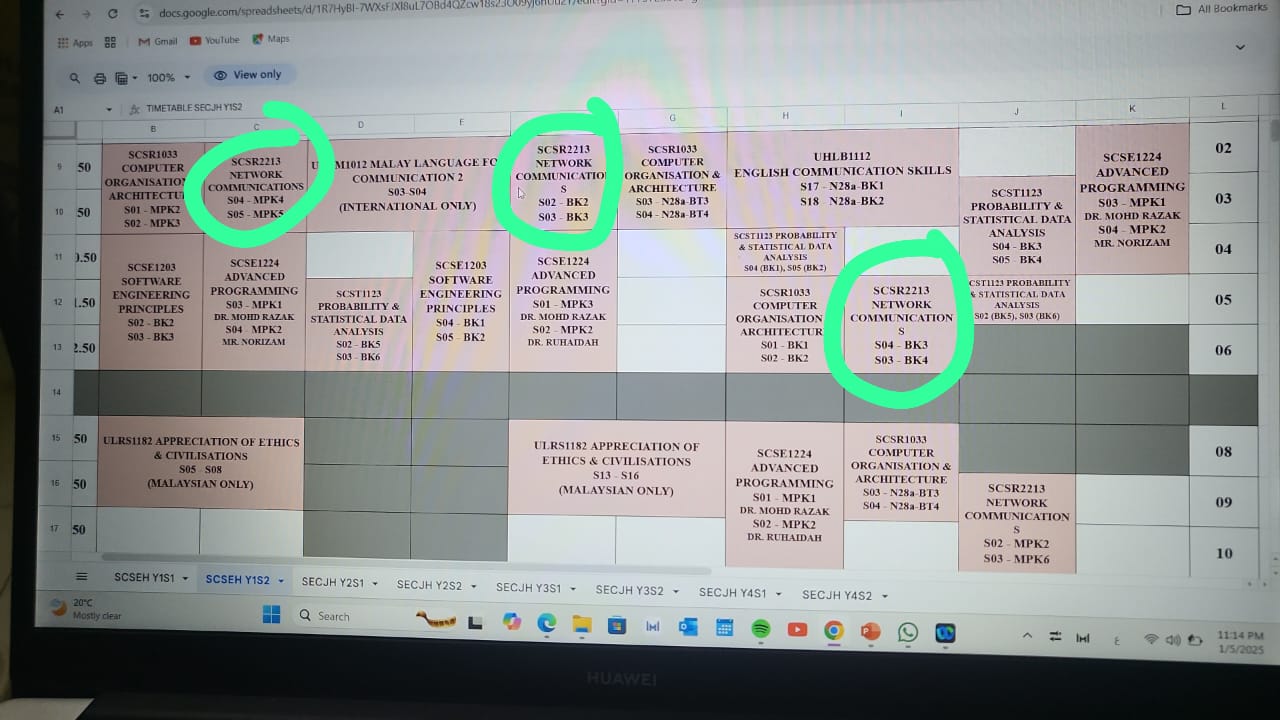 docs.google.com/spreadsheets/d/
All Bookmarks
Apps
Gmail
YouTube
Maps
100%
View only
A1
fx
TIMETABLE SECJH Y1S2
B
C
D
E
G
H
I
J
K
L
9
50
SCSR1033
COMPUTER
ORGANISATION &
ARCHITECTURE
S01 - MPK2
S02 - MPK3
SCSR2213
NETWORK
COMMUNICATIONS
S04 - MPK4
S05 - MPK5
M1012 MALAY LANGUAGE FO
COMMUNICATION 2
S03-S04
(INTERNATIONAL ONLY)
SCSR2213
NETWORK
COMMUNICATION
S
S02 - BK2
S03 - BK3
SCSR1033
COMPUTER
ORGANISATION &
ARCHITECTURE
S03 - N28a-BT3
S04 - N28a-BT4
UHLB1112
ENGLISH COMMUNICATION SKILLS
S17 - N28a-BK1
S18 - N28a-BK2
SCSE1224
ADVANCED
PROGRAMMING
S03 - MPK1
DR. MOHD RAZAK
S04 - MPK2
MR. NORIZAM
02
10
50
SCST1123
PROBABILITY &
STATISTICAL DATA
ANALYSIS
S04 - BK3
S05 - BK4
03
11
0.50
SCSE1203
SOFTWARE
ENGINEERING
PRINCIPLES
S02 - BK2
S03 - BK3
SCSE1224
ADVANCED
PROGRAMMING
S03 - MPK1
DR. MOHD RAZAK
S04 - MPK2
MR. NORIZAM
SCSE1203
SOFTWARE
ENGINEERING
PRINCIPLES
S04 - BK1
S05 - BK2
SCSE1224
ADVANCED
PROGRAMMING
S01 - MPK3
DR. MOHD RAZAK
S02 - MPK2
DR. RUHAIDAH
SCST1123 PROBABILITY
& STATISTICAL DATA
ANALYSIS
S04 (BK1), S05 (BK2)
04
12
1.50
SCST1123
PROBABILITY &
STATISTICAL DATA
ANALYSIS
S02 - BK5
S03 - BK6
SCSR1033
COMPUTER
ORGANISATION
ARCHITECTUR
S01 - BK1
S02 - BK2
SCSR2213
NETWORK
COMMUNICATION
S
S04 - BK3
S03 - BK4
CST1123 PROBABILITY
& STATISTICAL DATA
ANALYSIS
S02 (BK5), S03 (BK6)
05
13
2.50
06
14
15
50
ULRS1182 APPRECIATION OF ETHICS
& CIVILISATIONS
S05 - S08
(MALAYSIAN ONLY)
ULRS1182 APPRECIATION OF
ETHICS & CIVILISATIONS
S13 - S16
(MALAYSIAN ONLY)
SCSE1224
ADVANCED
PROGRAMMING
S01 - MPK1
DR. MOHD RAZAK
S02 - MPK2
DR. RUHAIDAH
SCSR1033
COMPUTER
ORGANISATION &
ARCHITECTURE
S03 - N28a-BT3
S04 - N28a-BT4
08
16
50
SCSR2213
NETWORK
COMMUNICATION
S
S02 - MPK2
S03 - MPK6
09
17
50
10
SCSEH Y1S1
SCSEH Y1S2
SECJH Y2S1
SECJH Y2S2
SECJH Y3S1
SECJH Y3S2
SECJH Y4S1
SECJH Y4S2
20°C
Mostly clear
Search
ع
11:14 PM
1/5/2025
HUAWEI